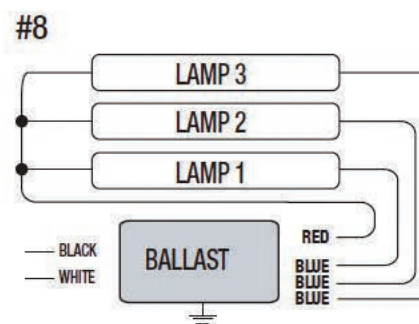 #8
LAMP 3
LAMP 2
LAMP 1
RED
BLACK
BALLAST
BLUE
WHITE
BLUE
BLUE